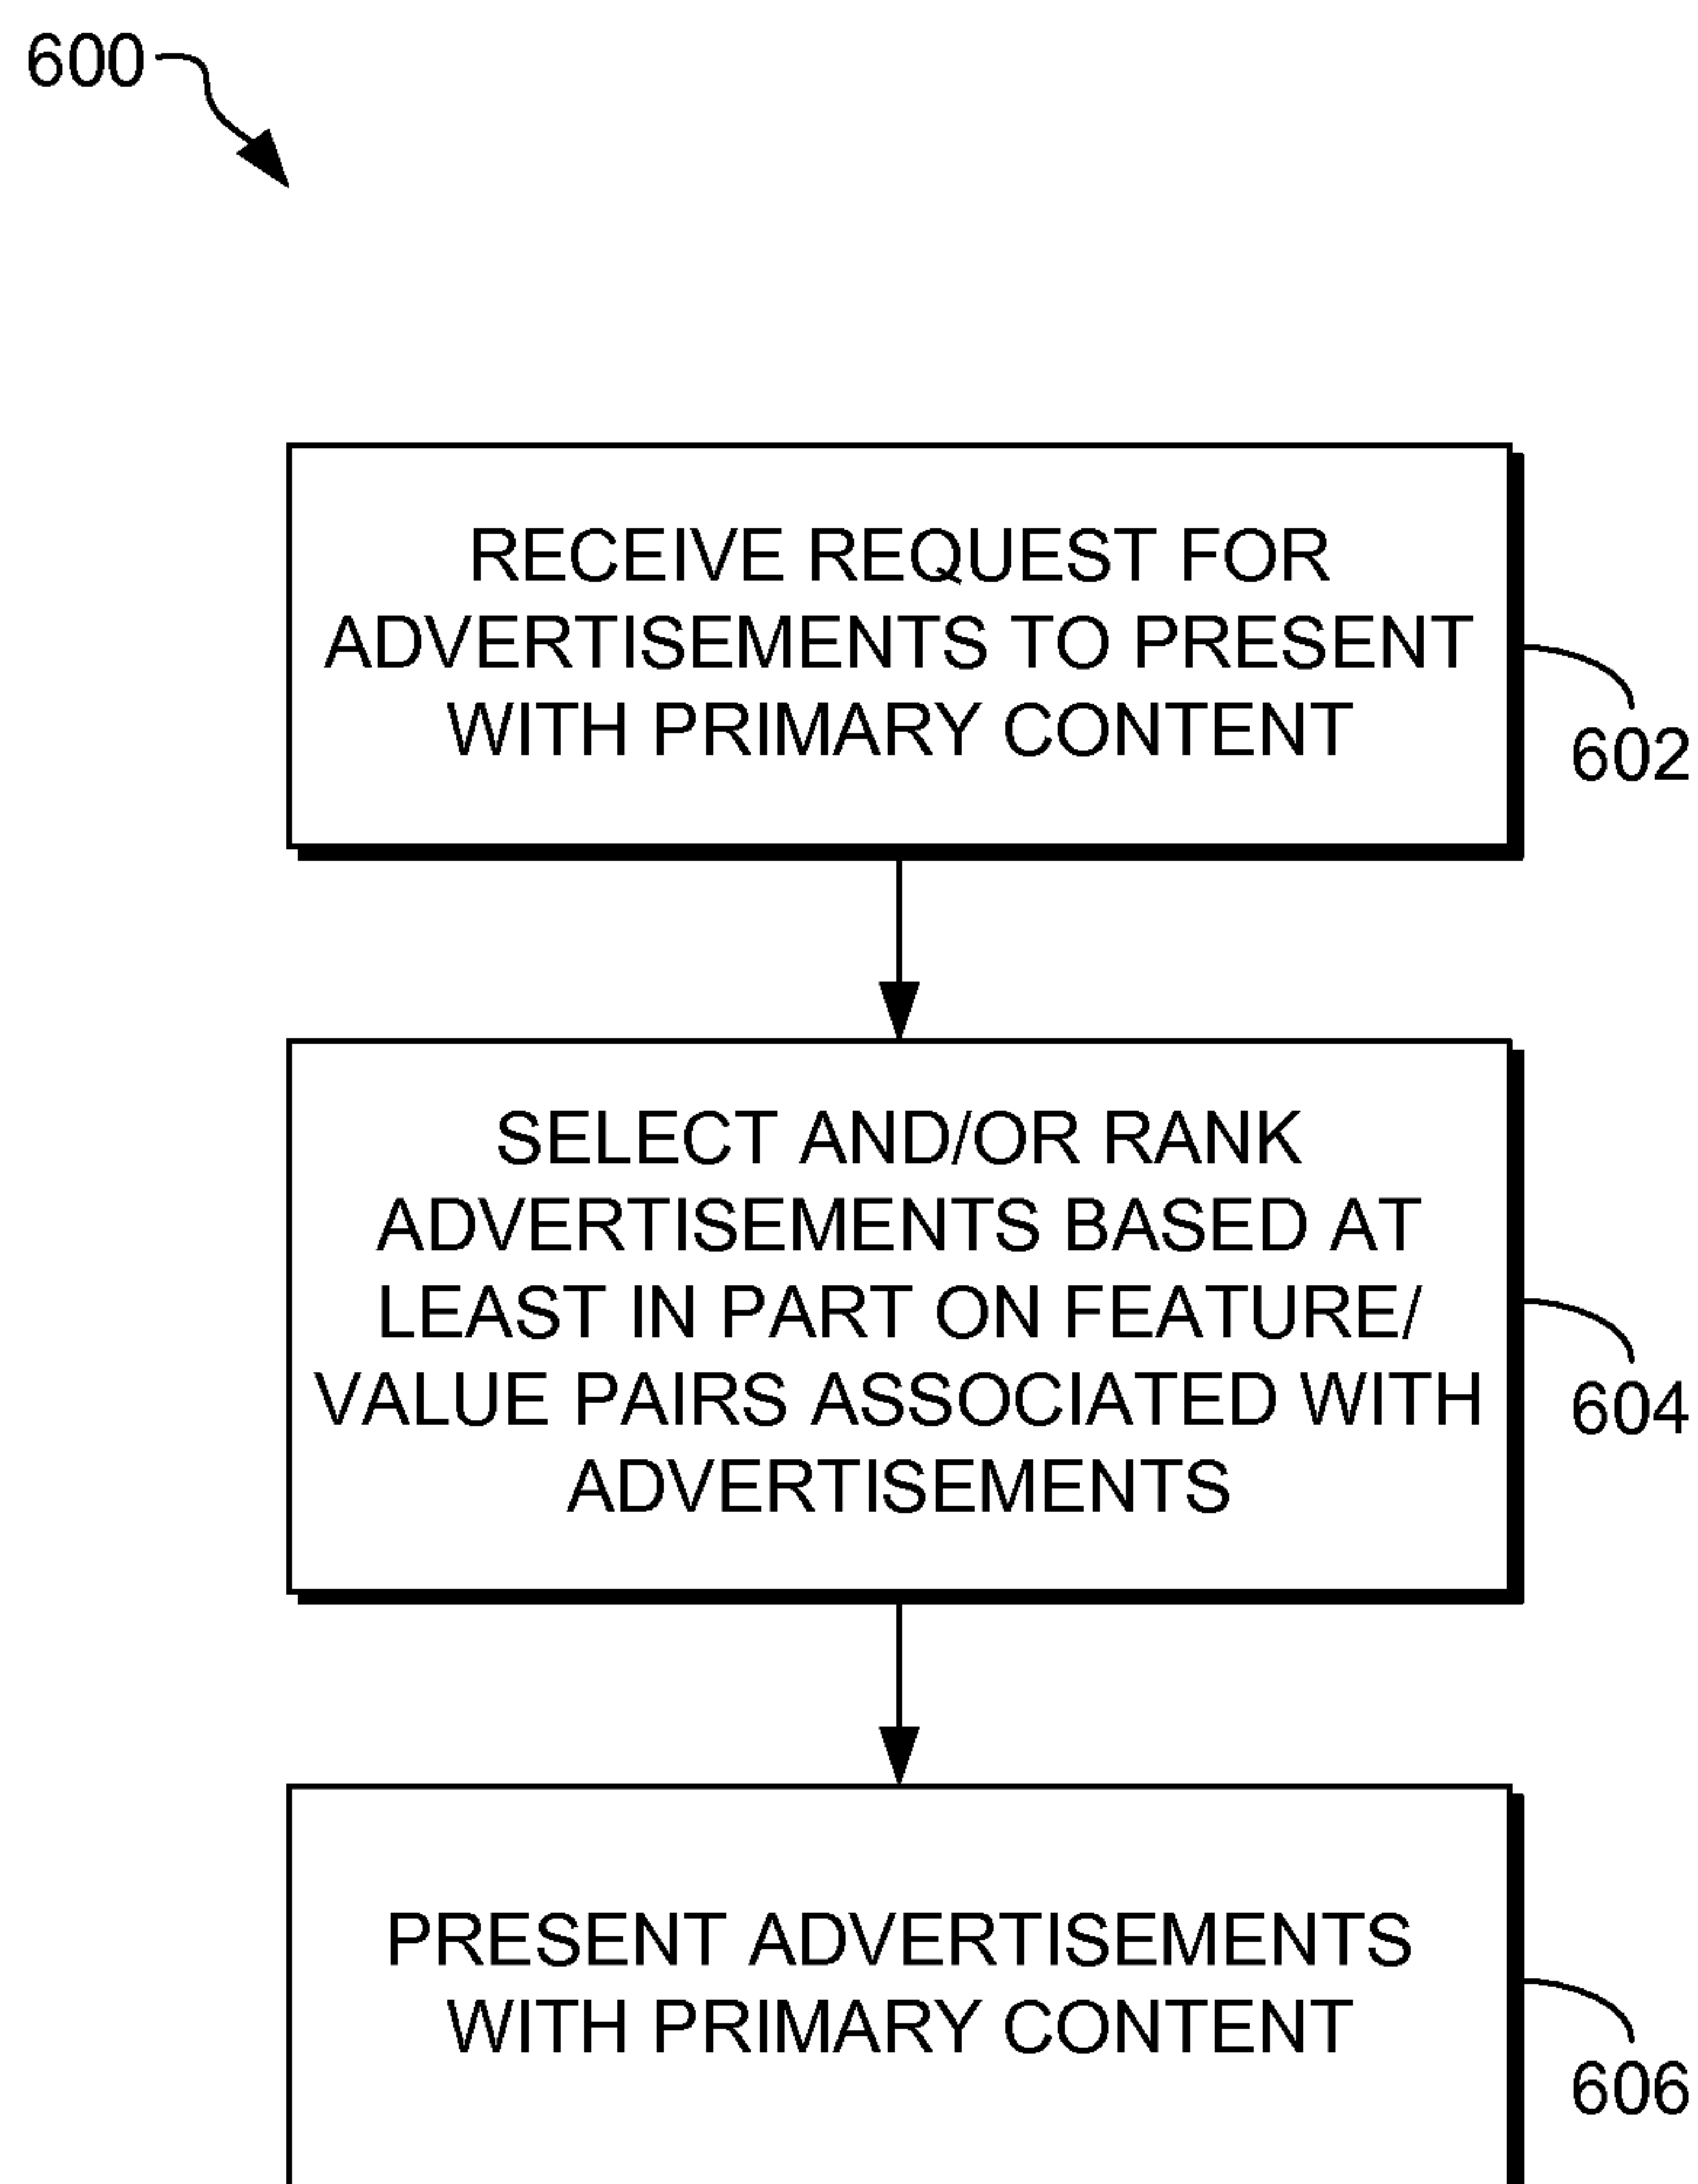 600
RECEIVE REQUEST FOR
ADVERTISEMENTS TO PRESENT
WITH PRIMARY CONTENT
602
SELECT AND/OR RANK
ADVERTISEMENTS BASED AT
LEAST IN PART ON FEATURE/
VALUE PAIRS ASSOCIATED WITH
ADVERTISEMENTS
604
PRESENT ADVERTISEMENTS
WITH PRIMARY CONTENT
606